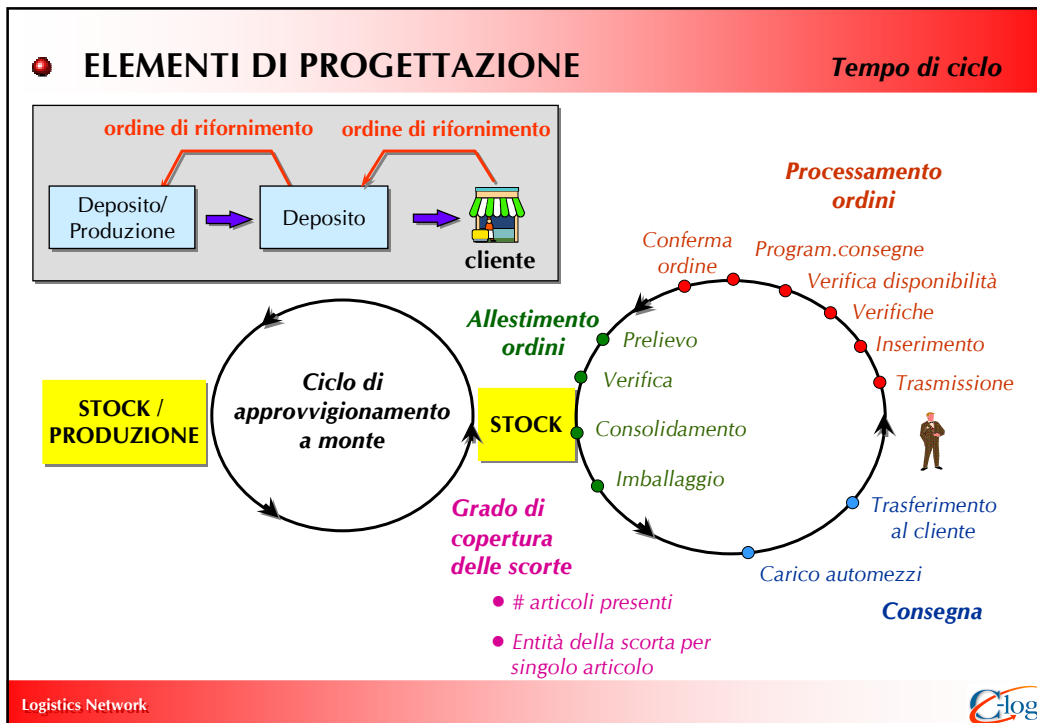 ELEMENTI DI PROGETTAZIONE
Tempo di ciclo
ordine di rifornimento
ordine di rifornimento
Deposito/
Produzione
Deposito
cliente
Processamento
ordini
Conferma
ordine
Program.consegne
Verifica disponibilità
Verifiche
Inserimento
Trasmissione
Allestimento
ordini
Prelievo
Verifica
Consolidamento
Imballaggio
STOCK /
PRODUZIONE
Ciclo di
approvvigionamento
a monte
STOCK
Grado di
copertura
delle scorte
# articoli presenti
Entità della scorta per
singolo articolo
Trasferimento
al cliente
Carico automezzi
Consegna
Logistics Network
C-log